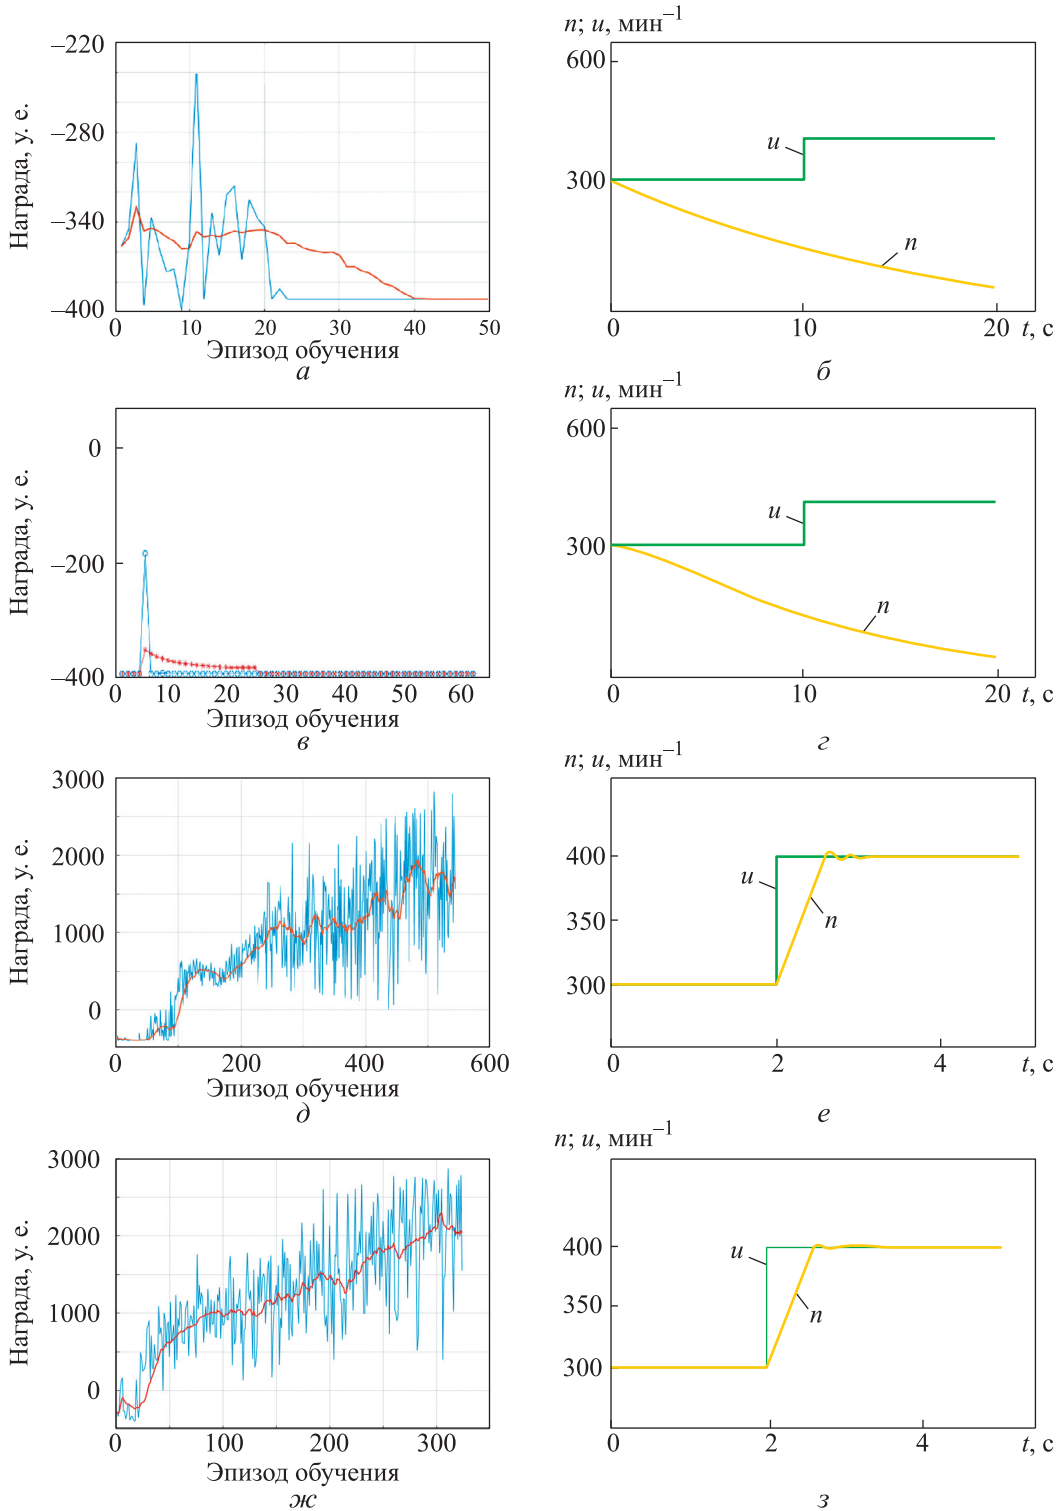 Награда, у. е.
−220
−280
−340
−400
0 10 20 30 40 50
Эпизод обучения
а
n; u, мин−1
600
300
u
n
0 10 20 t, с
б
Награда, у. е.
0
−200
−400
0 10 20 30 40 50 60
Эпизод обучения
в
n; u, мин−1
600
300
u
n
0 10 20 t, с
г
Награда, у. е.
3000
2000
1000
0
0 200 400 600
Эпизод обучения
д
n; u, мин−1
400
350
300
u
n
0 2 4 t, с
е
Награда, у. е.
3000
2000
1000
0
0 100 200 300
Эпизод обучения
ж
n; u, мин−1
400
350
300
u
n
0 2 4 t, с
з